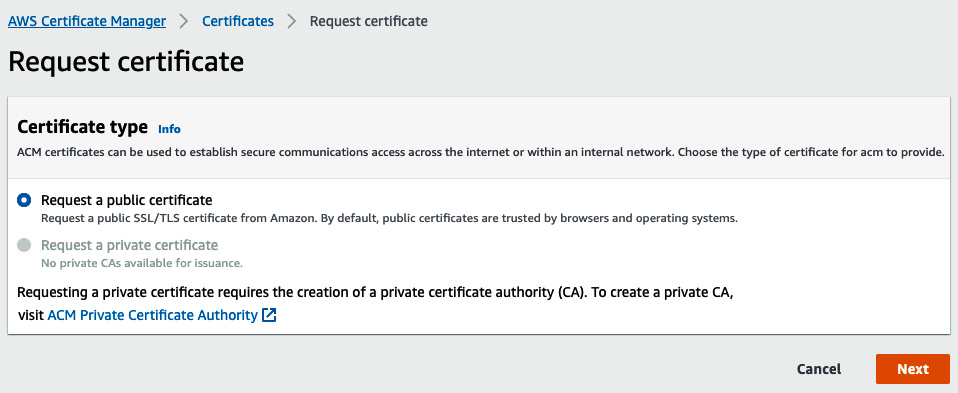 AWS Certificate Manager > Certificates > Request certificate
Request certificate
Certificate type Info
ACM certificates can be used to establish secure communications access across the internet or within an internal network. Choose the type of certificate for acm to provide.
Request a public certificate
Request a public SSL/TLS certificate from Amazon. By default, public certificates are trusted by browsers and operating systems.
Request a private certificate
No private CAs available for issuance.
Requesting a private certificate requires the creation of a private certificate authority (CA). To create a private CA,
visit ACM Private Certificate Authority
Cancel Next